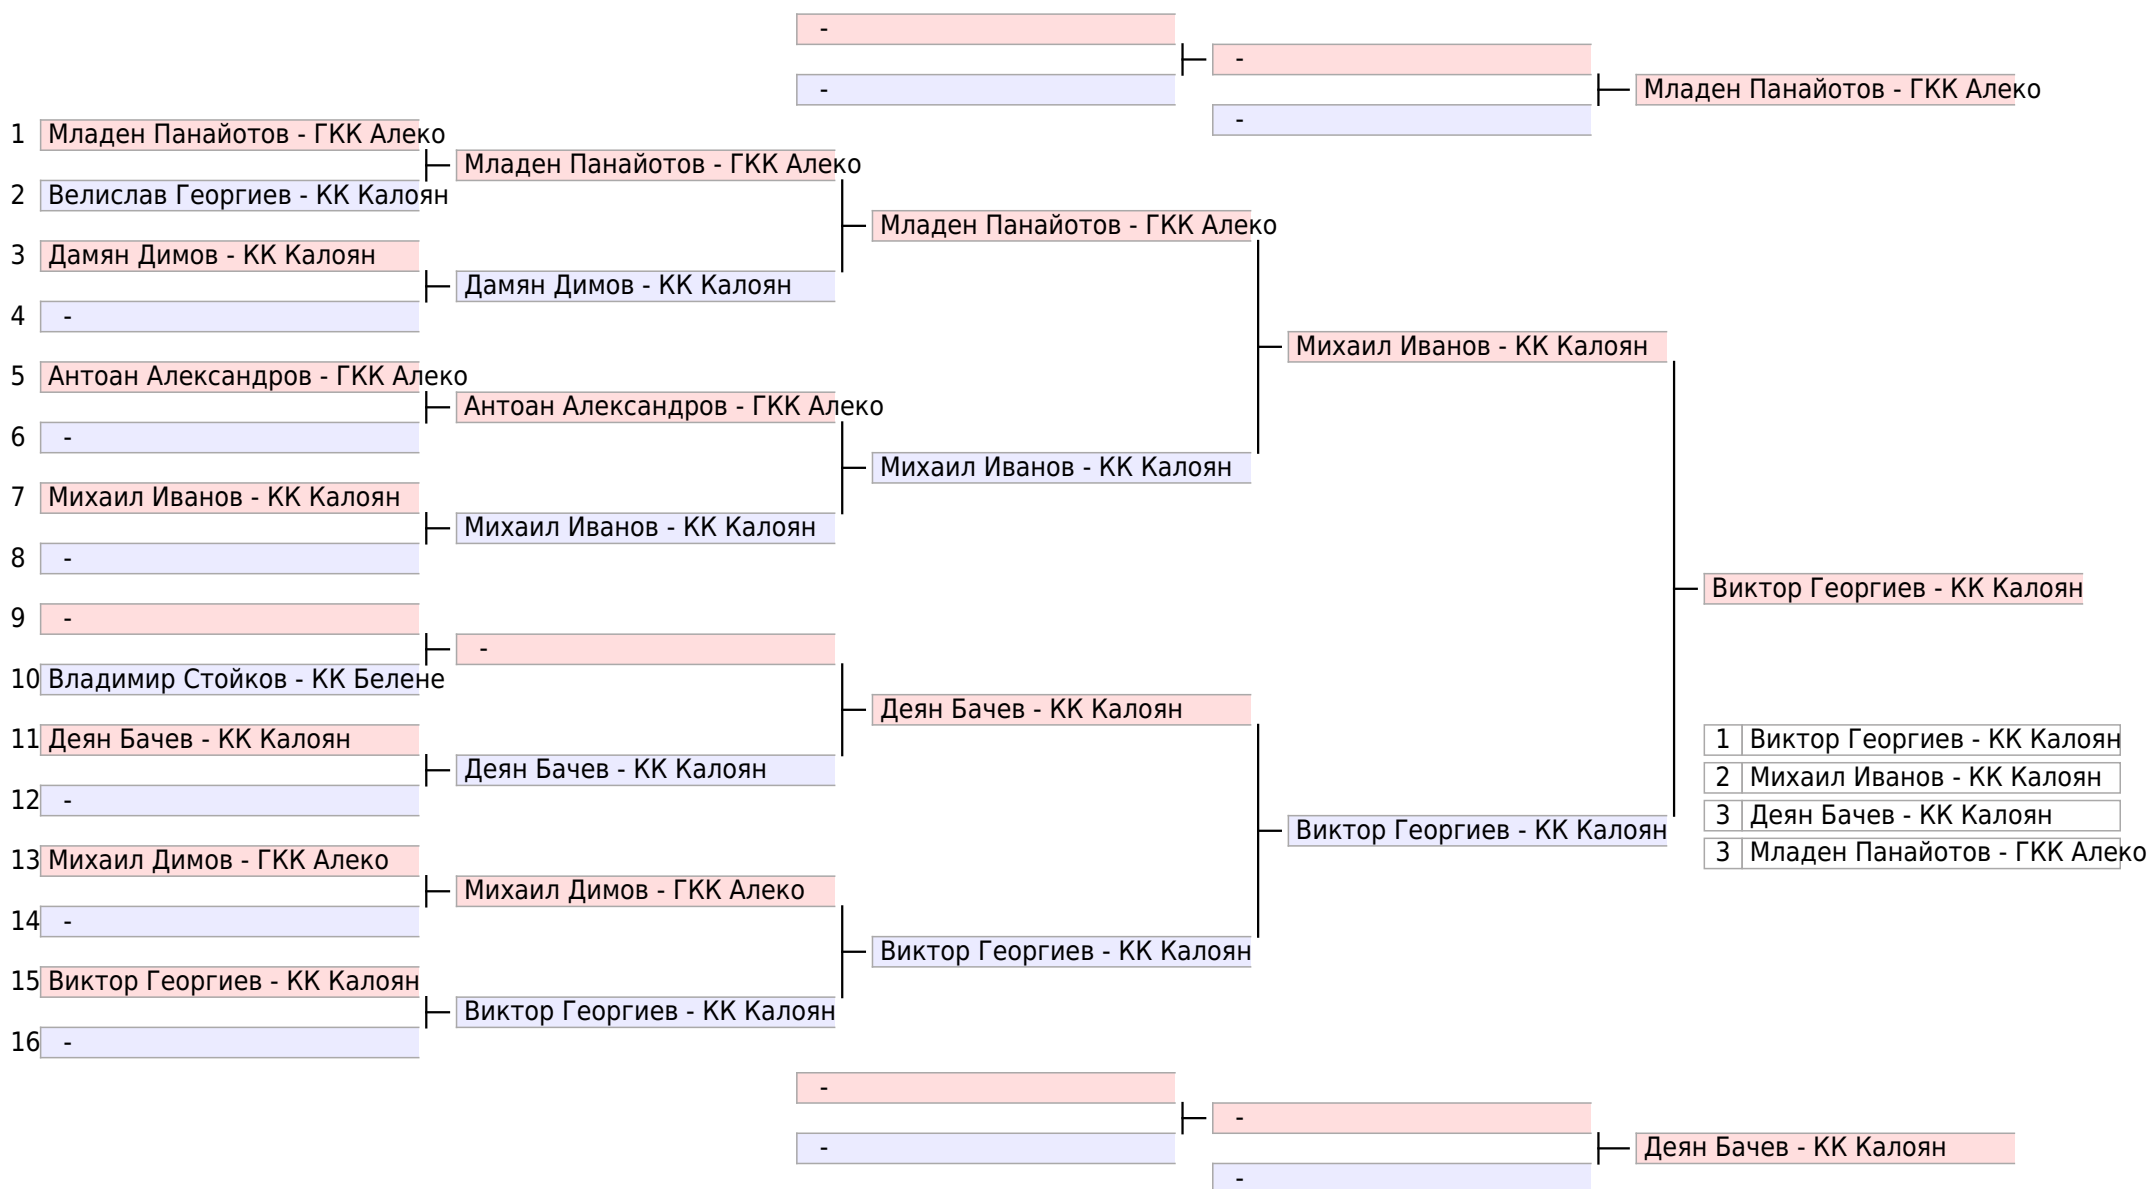 -
-
-
-
Младен Панайотов - ГКК Алеко
1 Младен Панайотов - ГКК Алеко
Младен Панайотов - ГКК Алеко
2 Велислав Георгиев - КК Калоян
Младен Панайотов - ГКК Алеко
3 Дамян Димов - КК Калоян
Дамян Димов - КК Калоян
4 -
Михаил Иванов - КК Калоян
5 Антоан Александров - ГКК Алеко
Антоан Александров - ГКК Алеко
6 -
Михаил Иванов - КК Калоян
7 Михаил Иванов - КК Калоян
Михаил Иванов - КК Калоян
8 -
Виктор Георгиев - КК Калоян
9 -
-
10 Владимир Стойков - КК Белене
Деян Бачев - КК Калоян
11 Деян Бачев - КК Калоян
Деян Бачев - КК Калоян
12 -
Виктор Георгиев - КК Калоян
13 Михаил Димов - ГКК Алеко
Михаил Димов - ГКК Алеко
14 -
Виктор Георгиев - КК Калоян
15 Виктор Георгиев - КК Калоян
Виктор Георгиев - КК Калоян
16 -
1 Виктор Георгиев - КК Калоян
2 Михаил Иванов - КК Калоян
3 Деян Бачев - КК Калоян
3 Младен Панайотов - ГКК Алеко
-
-
-
-
Деян Бачев - КК Калоян